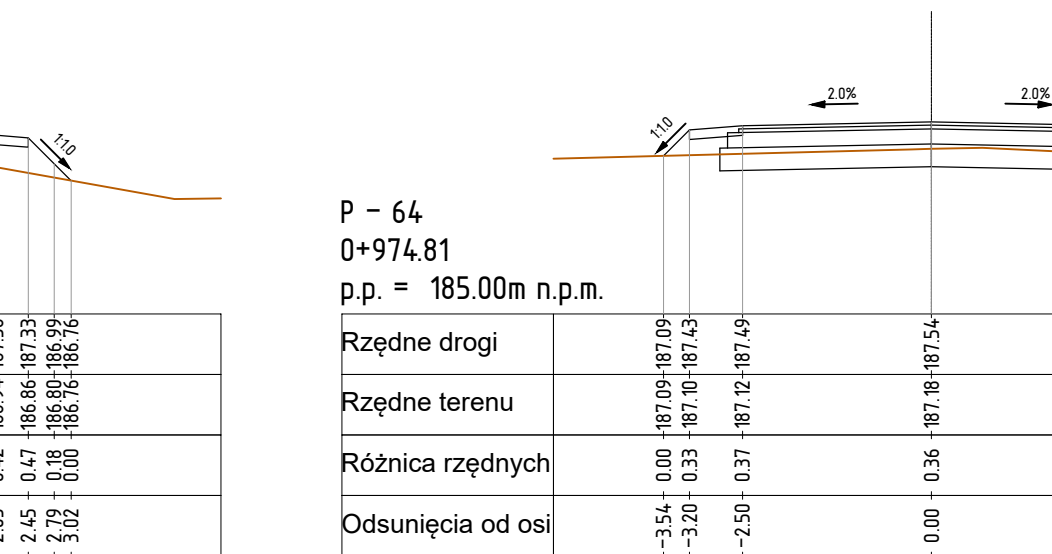 1:1.0
1:1.0
2.0%
2.0%
P - 64
0+974.81
p.p. = 185.00m n.p.m.
187.33 186.99 186.76
186.86 186.80 186.76
0.47 0.18 0.00
2.45 2.79 3.02
Rzędne drogi 187.09 187.43 187.49 187.54
Rzędne terenu 187.09 187.10 187.12 187.18
Różnica rzędnych 0.00 0.33 0.37 0.36
Odsunięcia od osi -3.54 -3.20 -2.50 0.00